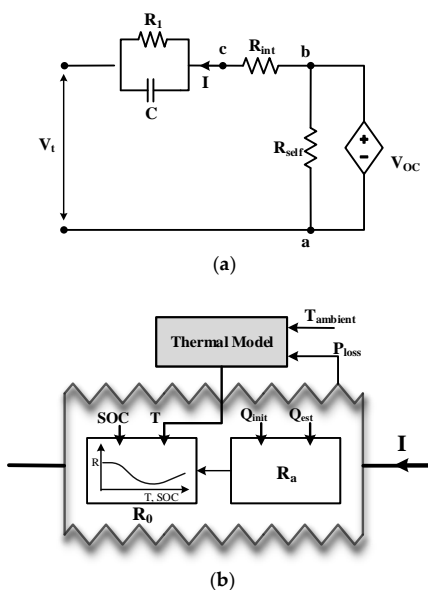 R1
c
Rint
b
I
C
Vt
Rself
+
−
VOC
a
(a)
Thermal Model
Tambient
Ploss
SOC
T
Qinit
Qest
I
R
T, SOC
Ra
R0
(b)